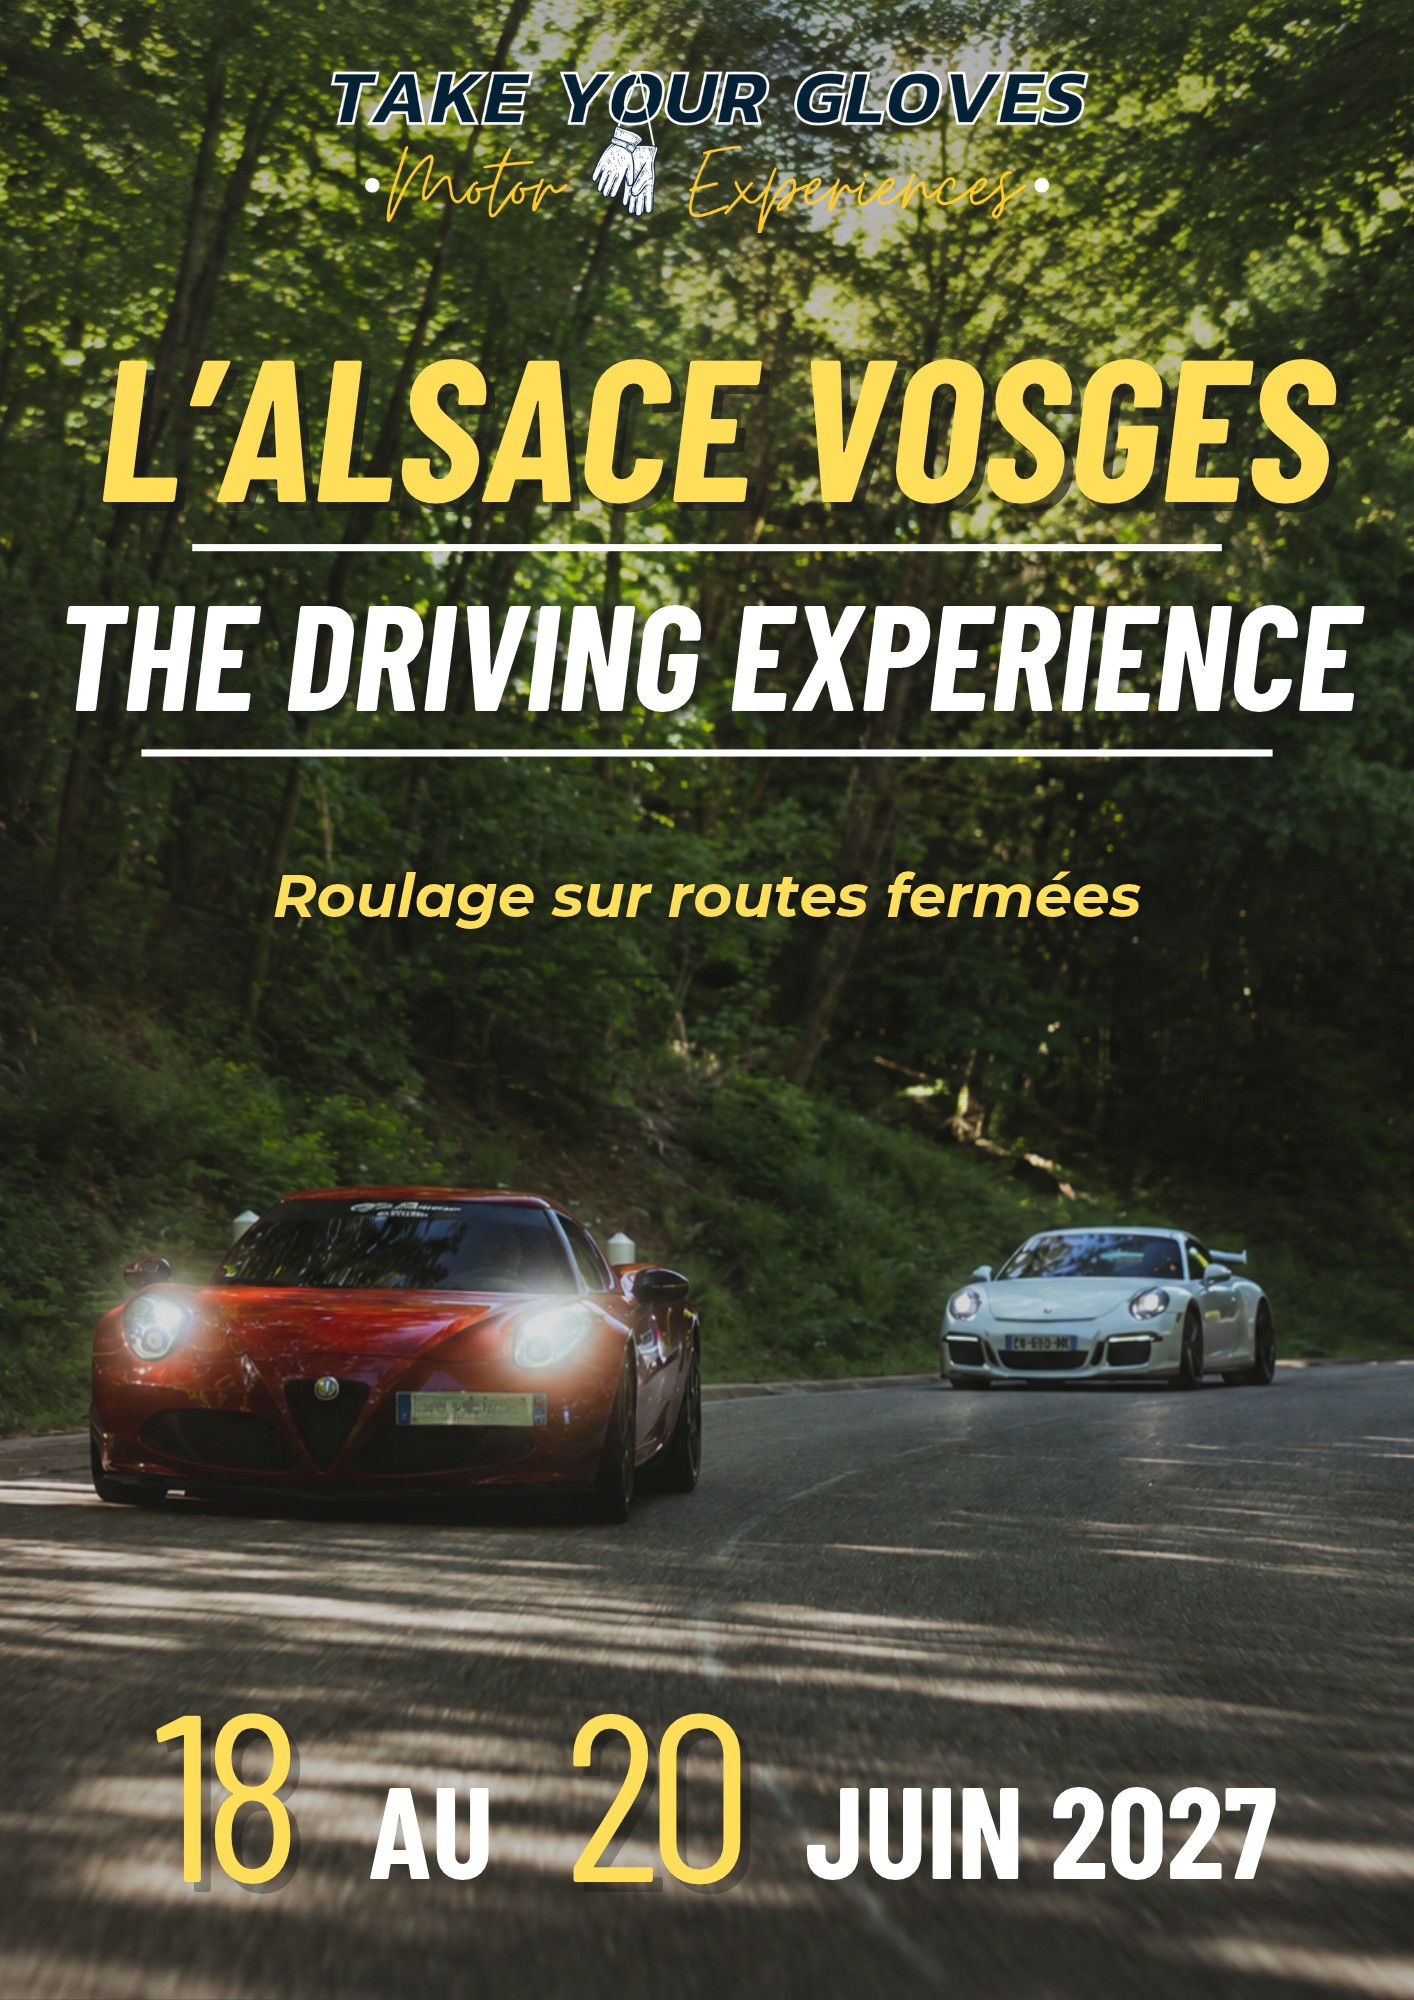 TAKE YOUR GLOVES
Motor Experiences
L'ALSACE VOSGES
THE DRIVING EXPERIENCE
Roulage sur routes fermées
18 AU 20 JUIN 2027